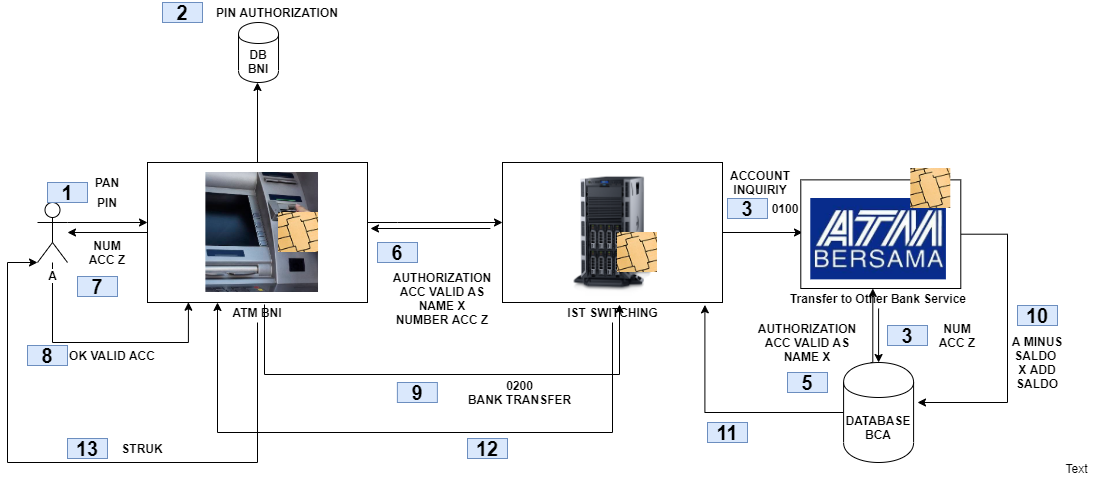 2 PIN AUTHORIZATION
DB
BNI
1 PAN
PIN
NUM
ACC Z
7
A
8 OK VALID ACC
ATM BNI
6
AUTHORIZATION
ACC VALID AS
NAME X
NUMBER ACC Z
IST SWITCHING
ACCOUNT
INQUIRIY
3 0100
ATM
BERSAMA
Transfer to Other Bank Service
AUTHORIZATION
ACC VALID AS
NAME X
5
3 NUM
ACC Z
10
A MINUS
SALDO
X ADD
SALDO
9 0200
BANK TRANSFER
DATABASE
BCA
11
12
13 STRUK
Text